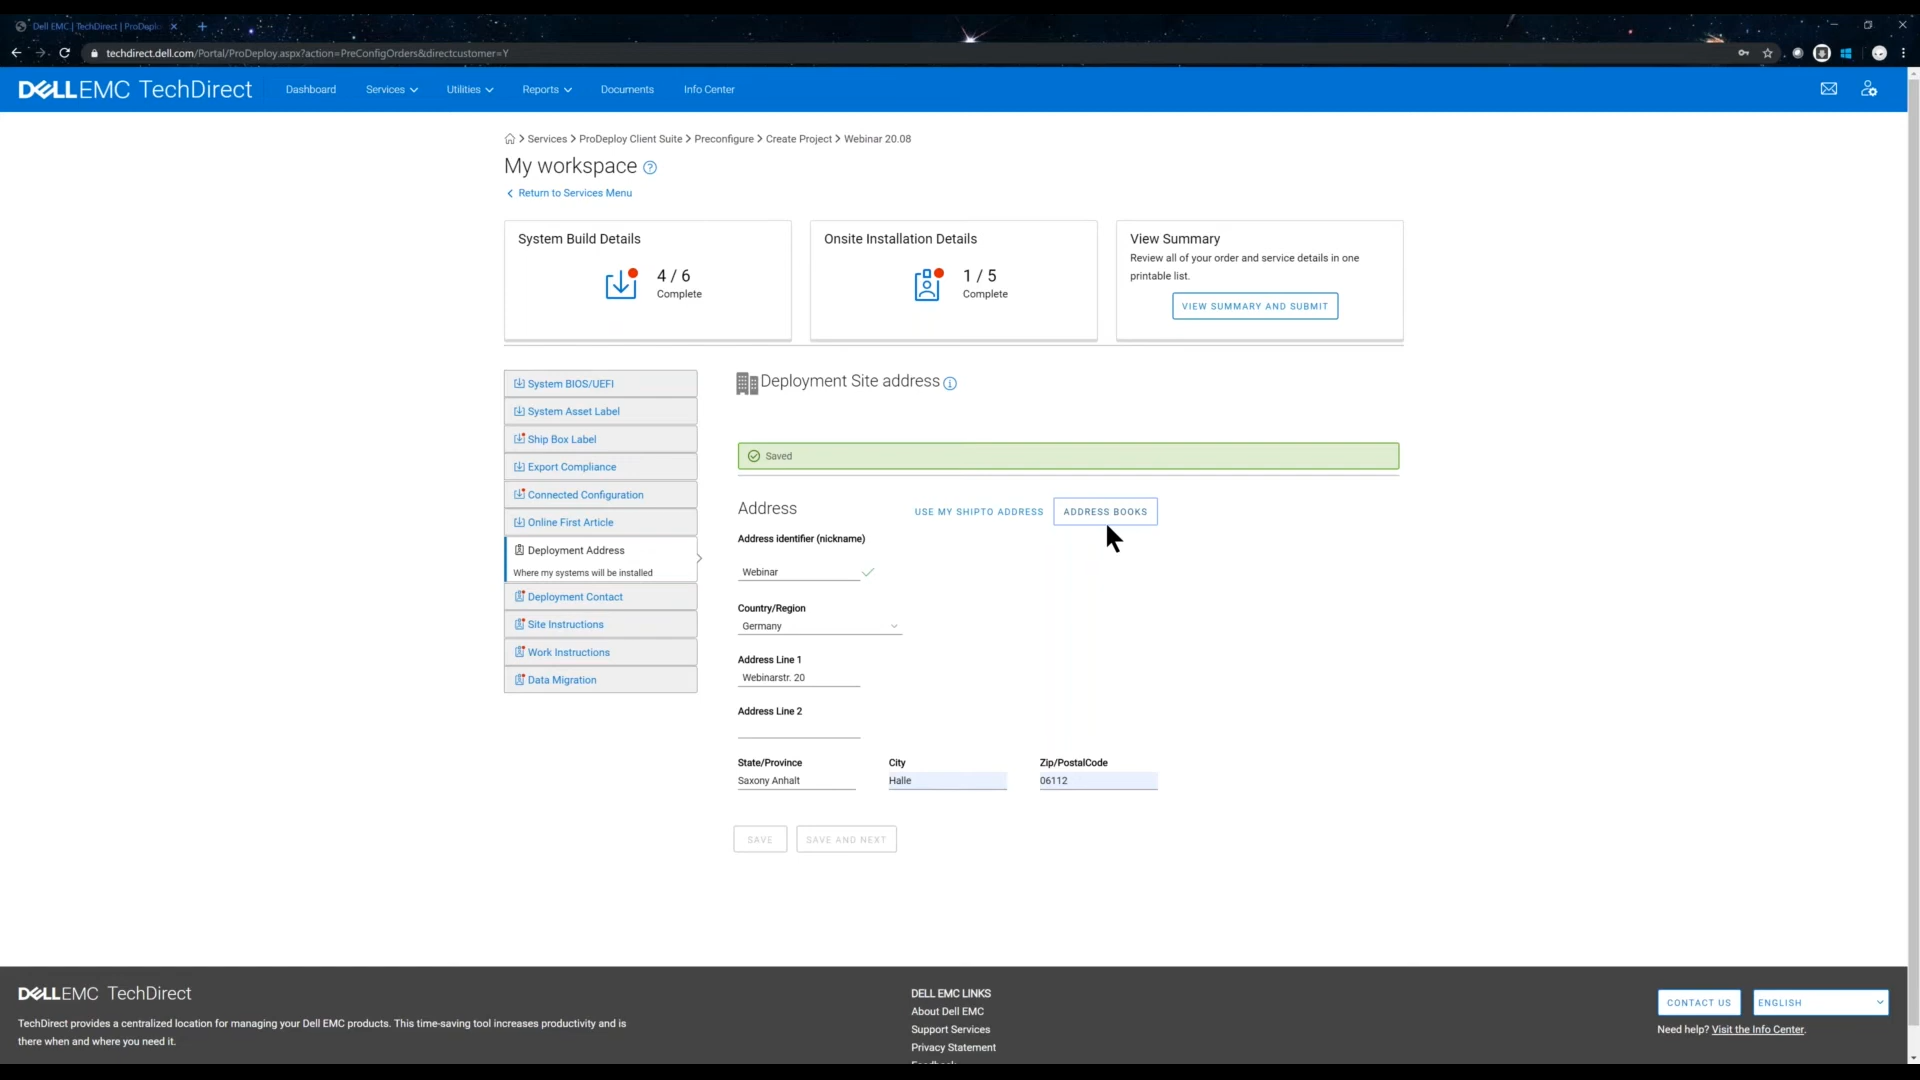 Dell EMC | TechDirect | ProDeplo
techdirect.dell.com/Portal/ProDeploy.aspx?action=PreConfigOrders&directcustomer=Y
DELLEMC TechDirect
Dashboard
Services
Utilities
Reports
Documents
Info Center
Services > ProDeploy Client Suite > Preconfigure > Create Project > Webinar 20.08
My workspace ?
Return to Services Menu
System Build Details
4 / 6
Complete
Onsite Installation Details
1 / 5
Complete
View Summary
Review all of your order and service details in one
printable list.
VIEW SUMMARY AND SUBMIT
System BIOS/UEFI
System Asset Label
Ship Box Label
Export Compliance
Connected Configuration
Online First Article
Deployment Address
Where my systems will be installed
Deployment Contact
Site Instructions
Work Instructions
Data Migration
Deployment Site address i
Saved
Address
USE MY SHIPTO ADDRESS
ADDRESS BOOKS
Address identifier (nickname)
Webinar
Country/Region
Germany
Address Line 1
Webinarstr. 20
Address Line 2
State/Province
Saxony Anhalt
City
Halle
Zip/PostalCode
06112
SAVE
SAVE AND NEXT
DELLEMC TechDirect
TechDirect provides a centralized location for managing your Dell EMC products. This time-saving tool increases productivity and is
there when and where you need it.
DELL EMC LINKS
About Dell EMC
Support Services
Privacy Statement
CONTACT US
ENGLISH
Need help? Visit the Info Center.